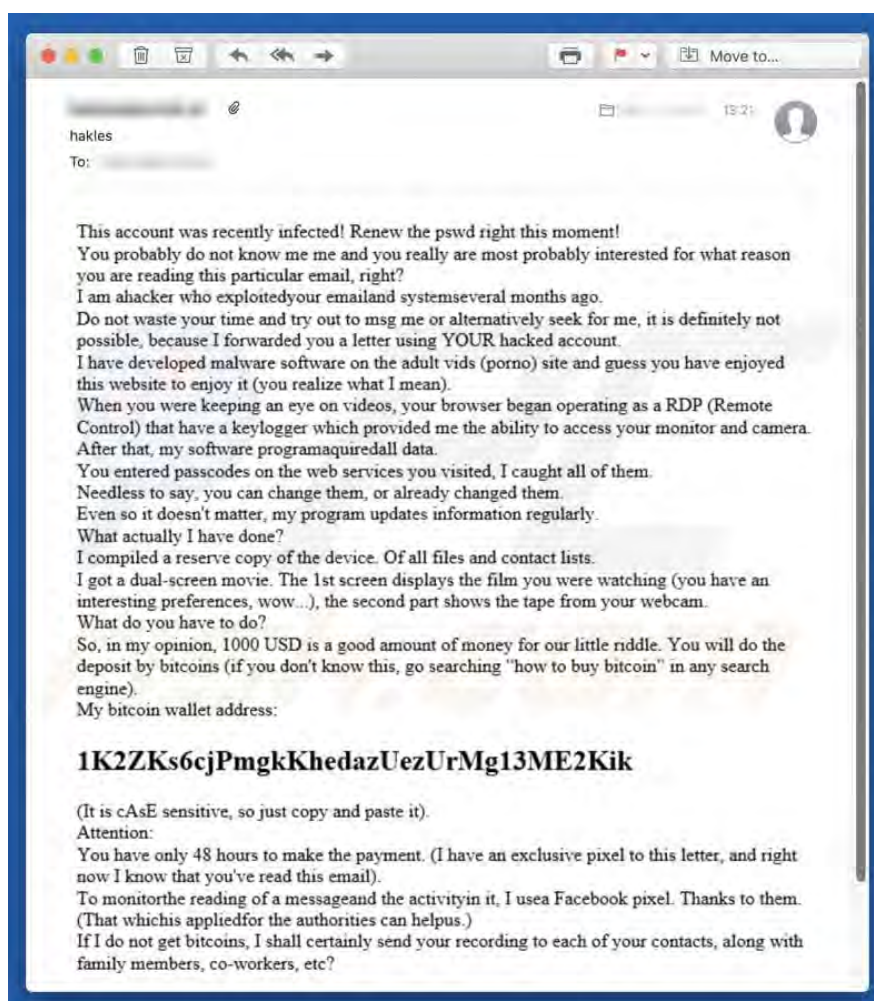 Move to...
13:21
hakles
To:
This account was recently infected! Renew the pswd right this moment!
You probably do not know me me and you really are most probably interested for what reason
you are reading this particular email, right?
I am ahacker who exploitedyour emailand systemseveral months ago.
Do not waste your time and try out to msg me or alternatively seek for me, it is definitely not
possible, because I forwarded you a letter using YOUR hacked account.
I have developed malware software on the adult vids (porno) site and guess you have enjoyed
this website to enjoy it (you realize what I mean).
When you were keeping an eye on videos, your browser began operating as a RDP (Remote
Control) that have a keylogger which provided me the ability to access your monitor and camera.
After that, my software programaquiredall data.
You entered passcodes on the web services you visited, I caught all of them.
Needless to say, you can change them, or already changed them.
Even so it doesn't matter, my program updates information regularly.
What actually I have done?
I compiled a reserve copy of the device. Of all files and contact lists.
I got a dual-screen movie. The 1st screen displays the film you were watching (you have an
interesting preferences, wow...), the second part shows the tape from your webcam.
What do you have to do?
So, in my opinion, 1000 USD is a good amount of money for our little riddle. You will do the
deposit by bitcoins (if you don't know this, go searching "how to buy bitcoin" in any search
engine).
My bitcoin wallet address:
1K2ZKs6cjPmgkKhedazUezUrMg13ME2Kik
(It is cAsE sensitive, so just copy and paste it).
Attention:
You have only 48 hours to make the payment. (I have an exclusive pixel to this letter, and right
now I know that you've read this email).
To monitorthe reading of a messageand the activityin it, I usea Facebook pixel. Thanks to them.
(That whichis appliedfor the authorities can helpus.)
If I do not get bitcoins, I shall certainly send your recording to each of your contacts, along with
family members, co-workers, etc?